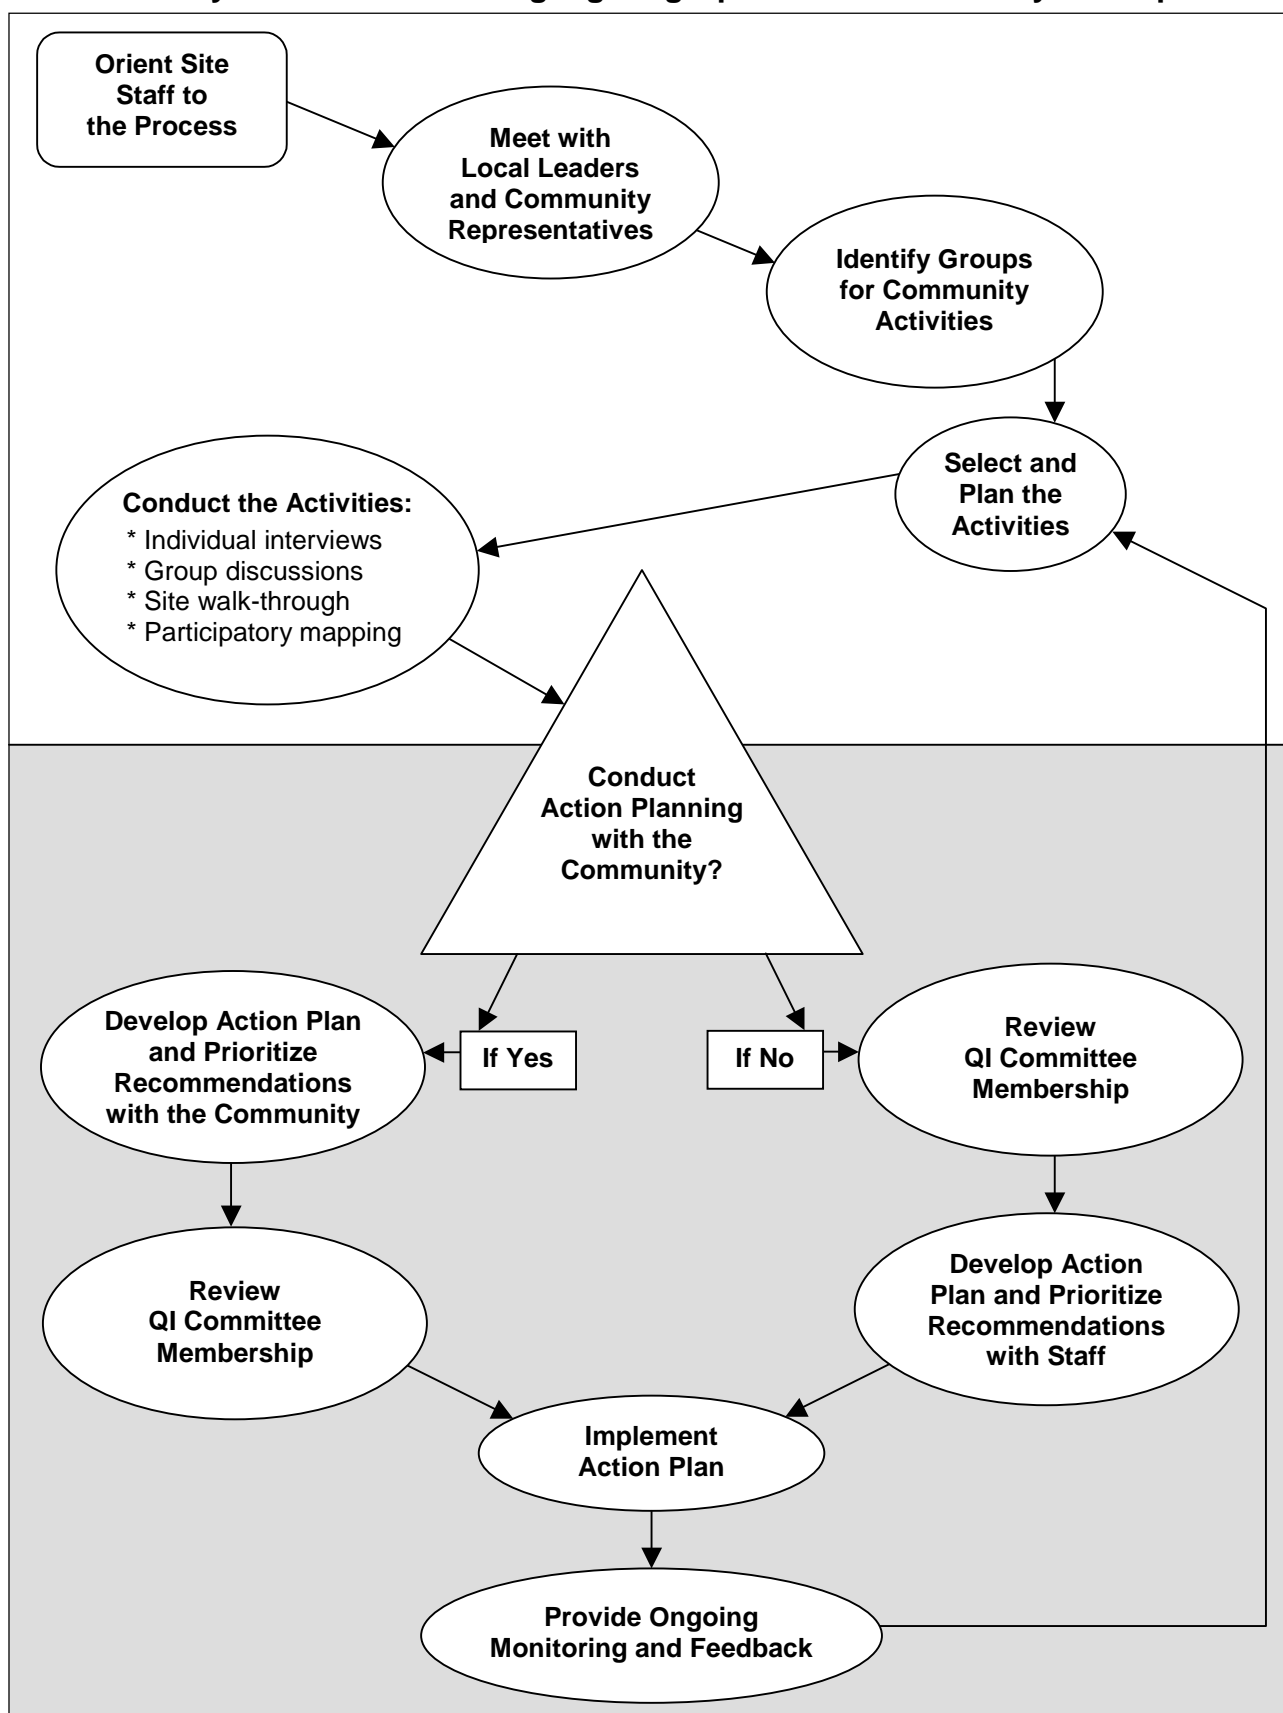 Orient Site
Staff to
the Process
Meet with
Local Leaders
and Community
Representatives
Identify Groups
for Community
Activities
Select and
Plan the
Activities
Conduct the Activities:
* Individual interviews
* Group discussions
* Site walk-through
* Participatory mapping
Conduct
Action Planning
with the
Community?
If Yes
If No
Develop Action Plan
and Prioritize
Recommendations
with the Community
Review
QI Committee
Membership
Review
QI Committee
Membership
Develop Action
Plan and Prioritize
Recommendations
with Staff
Implement
Action Plan
Provide Ongoing
Monitoring and Feedback